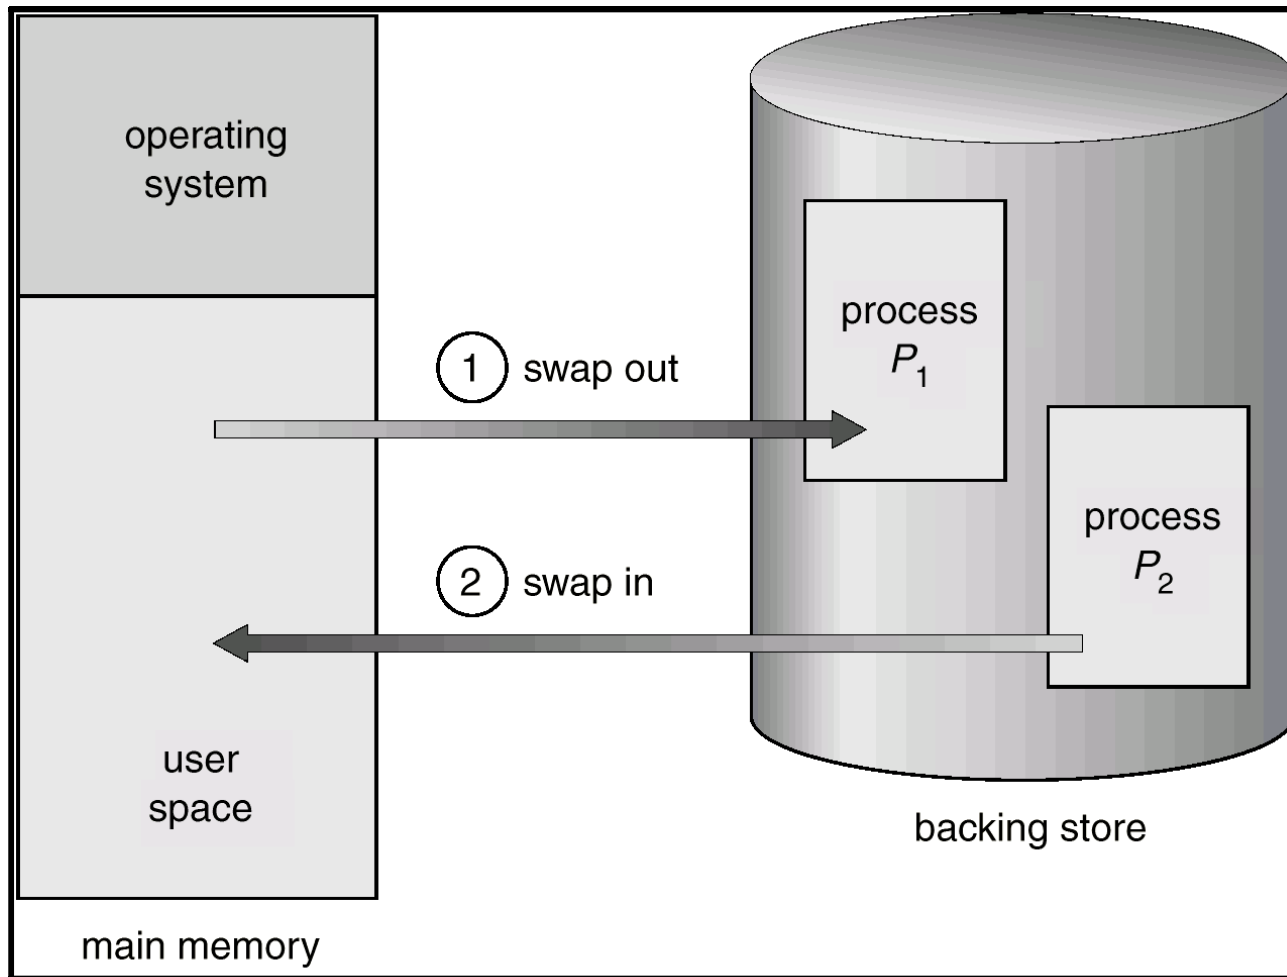 operating
system
process
P1
1 swap out
process
P2
2 swap in
user
space
backing store
main memory